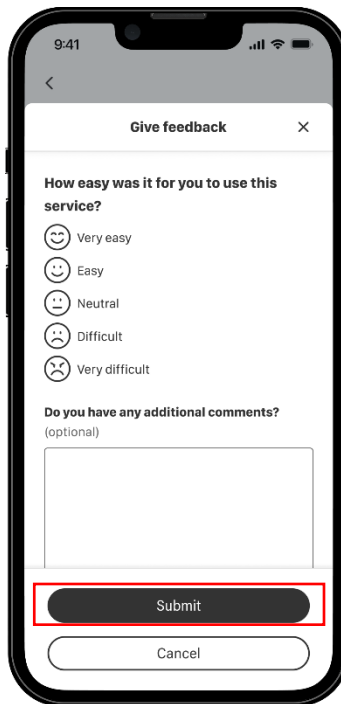 9:41
Give feedback
How easy was it for you to use this
service?
Very easy
Easy
Neutral
Difficult
Very difficult
Do you have any additional comments?
(optional)
Submit
Cancel